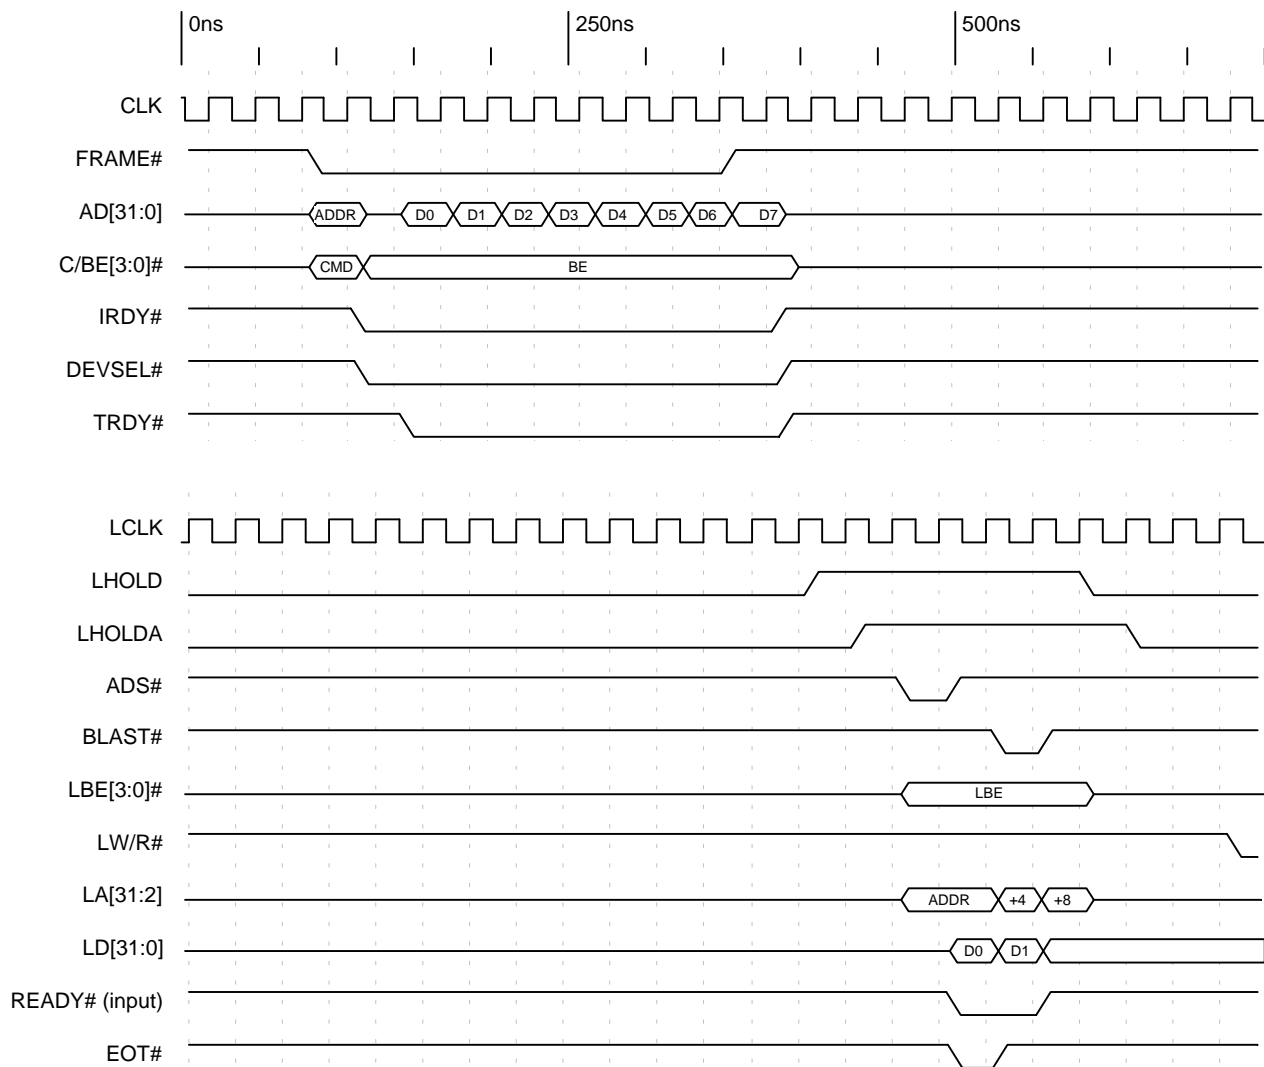 0ns 250ns 500ns
CLK
FRAME#
AD[31:0] ADDR D0 D1 D2 D3 D4 D5 D6 D7
C/BE[3:0]# CMD BE
IRDY#
DEVSEL#
TRDY#
LCLK
LHOLD
LHOLDA
ADS#
BLAST#
LBE[3:0]# LBE
LW/R#
LA[31:2] ADDR +4 +8
LD[31:0] D0 D1
READY# (input)
EOT#